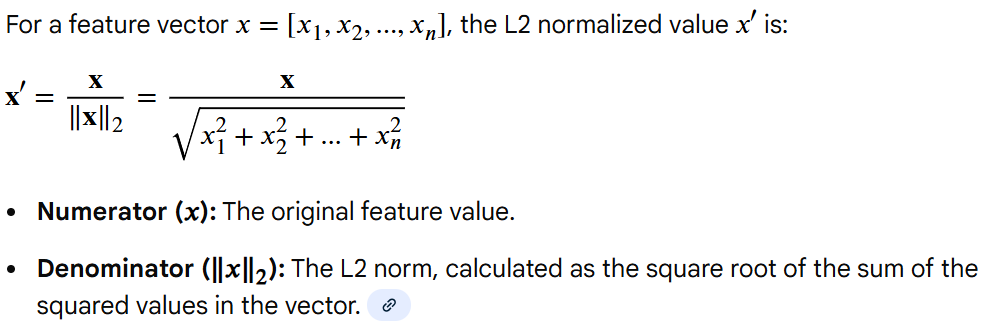 For a feature vector x = [x₁, x₂, ..., xₙ], the L2 normalized value x′ is:
x′ = x / ‖x‖₂ = x / √(x₁² + x₂² + ... + xₙ²)
• Numerator (x): The original feature value.
• Denominator (‖x‖₂): The L2 norm, calculated as the square root of the sum of the
squared values in the vector.